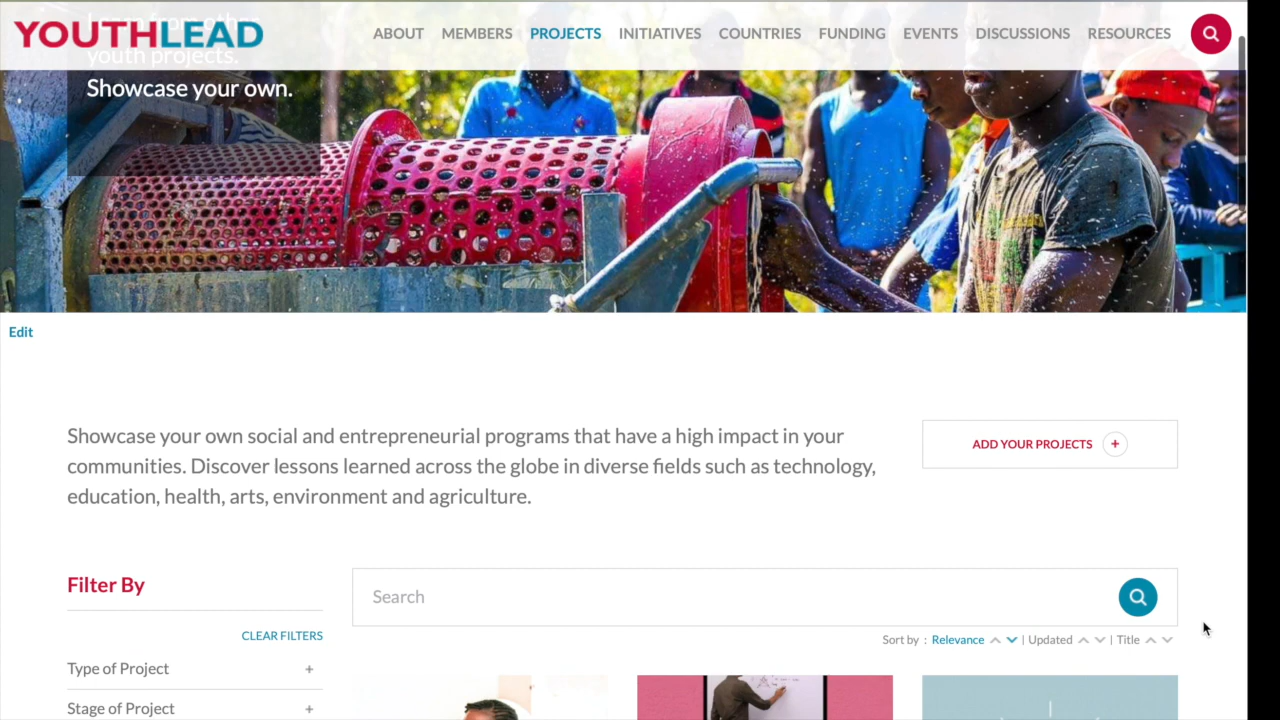 YOUTHLEAD
ABOUT MEMBERS PROJECTS INITIATIVES COUNTRIES FUNDING EVENTS DISCUSSIONS RESOURCES
Learn from other
youth projects.
Showcase your own.
Edit
Showcase your own social and entrepreneurial programs that have a high impact in your
communities. Discover lessons learned across the globe in diverse fields such as technology,
education, health, arts, environment and agriculture.
ADD YOUR PROJECTS +
Filter By
Search
CLEAR FILTERS
Sort by : Relevance | Updated | Title
Type of Project +
Stage of Project +